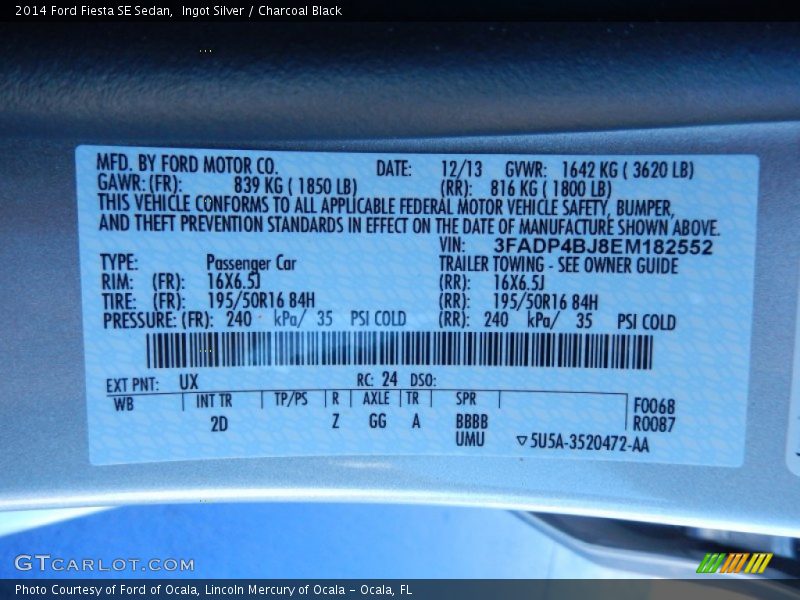 2014 Ford Fiesta SE Sedan, Ingot Silver / Charcoal Black
MFD. BY FORD MOTOR CO. DATE: 12/13 GVWR: 1642 KG ( 3620 LB)
GAWR: (FR): 839 KG ( 1850 LB) (RR): 816 KG ( 1800 LB)
THIS VEHICLE CONFORMS TO ALL APPLICABLE FEDERAL MOTOR VEHICLE SAFETY, BUMPER,
AND THEFT PREVENTION STANDARDS IN EFFECT ON THE DATE OF MANUFACTURE SHOWN ABOVE.
VIN: 3FADP4BJ8EM182552
TYPE: Passenger Car TRAILER TOWING - SEE OWNER GUIDE
RIM: (FR): 16X6.5J (RR): 16X6.5J
TIRE: (FR): 195/50R16 84H (RR): 195/50R16 84H
PRESSURE: (FR): 240 kPa/ 35 PSI COLD (RR): 240 kPa/ 35 PSI COLD
EXT PNT: UX RC: 24 DSO:
WB INT TR TP/PS R AXLE TR SPR F0068
2D Z GG A BBBB R0087
UMU ▽5U5A-3520472-AA
GTCARLOT.COM
Photo Courtesy of Ford of Ocala, Lincoln Mercury of Ocala - Ocala, FL